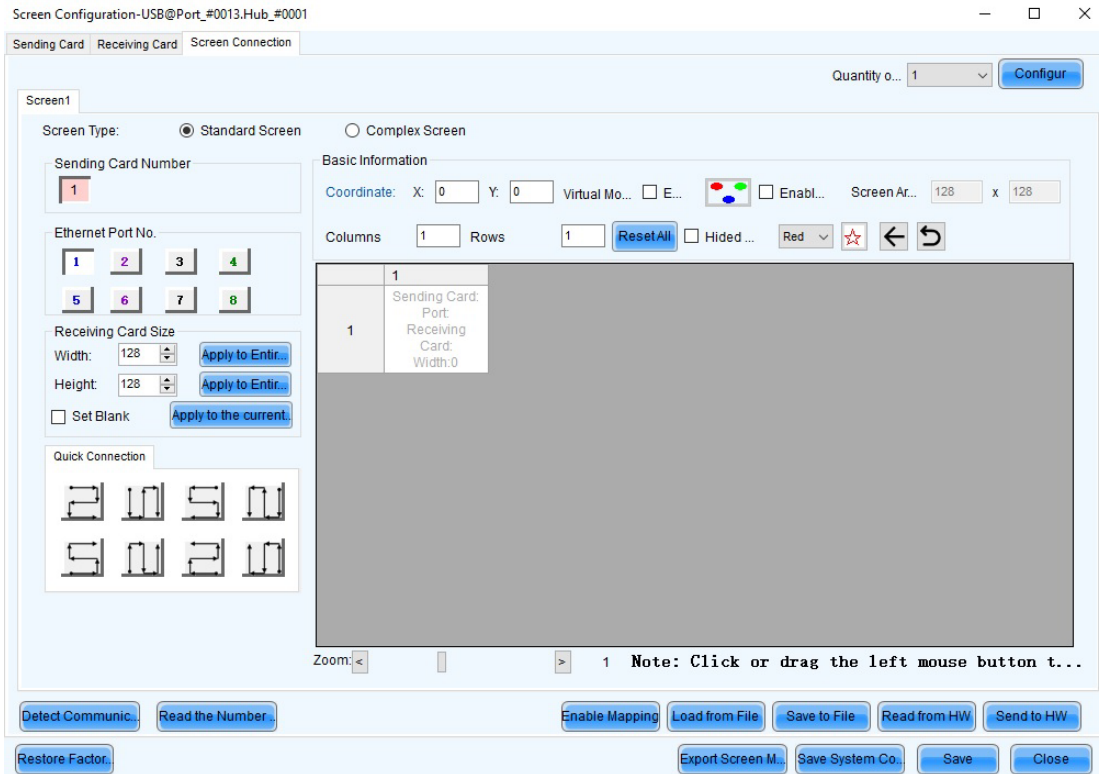 Screen Configuration-USB@Port_#0013.Hub_#0001
Sending Card Receiving Card Screen Connection
Quantity o... 1 Configur
Screen1
Screen Type: Standard Screen Complex Screen
Sending Card Number
1
Basic Information
Coordinate: X: 0 Y: 0 Virtual Mo... E... Enabl... Screen Ar... 128 x 128
Columns 1 Rows 1 Reset All Hided ... Red
Ethernet Port No.
1 2 3 4
5 6 7 8
Receiving Card Size
Width: 128 Apply to Entir...
Height: 128 Apply to Entir...
Set Blank Apply to the current..
Quick Connection
1
1
Sending Card:
Port:
Receiving
Card:
Width:0
Zoom: < > 1 Note: Click or drag the left mouse button t...
Detect Communic.. Read the Number .. Enable Mapping Load from File Save to File Read from HW Send to HW
Restore Factor.. Export Screen M... Save System Co.. Save Close